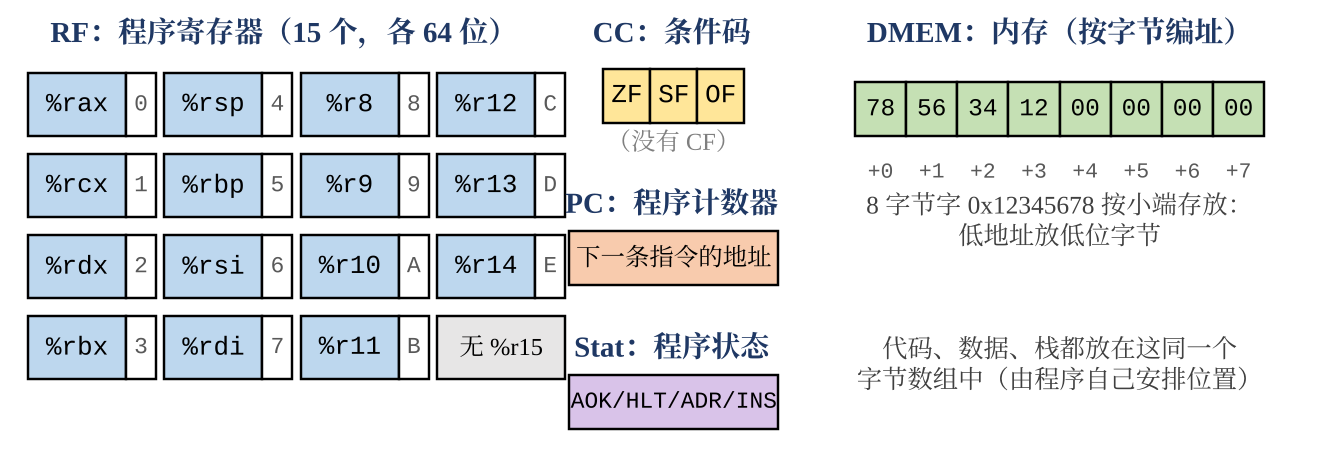 RF：程序寄存器（15 个，各 64 位）
%rax 0 %rsp 4 %r8 8 %r12 C
%rcx 1 %rbp 5 %r9 9 %r13 D
%rdx 2 %rsi 6 %r10 A %r14 E
%rbx 3 %rdi 7 %r11 B 无 %r15
CC：条件码
ZF SF OF
（没有 CF）
PC：程序计数器
下一条指令的地址
Stat：程序状态
AOK/HLT/ADR/INS
DMEM：内存（按字节编址）
78 56 34 12 00 00 00 00
+0 +1 +2 +3 +4 +5 +6 +7
8 字节字 0x12345678 按小端存放：
低地址放低位字节
代码、数据、栈都放在这同一个
字节数组中（由程序自己安排位置）